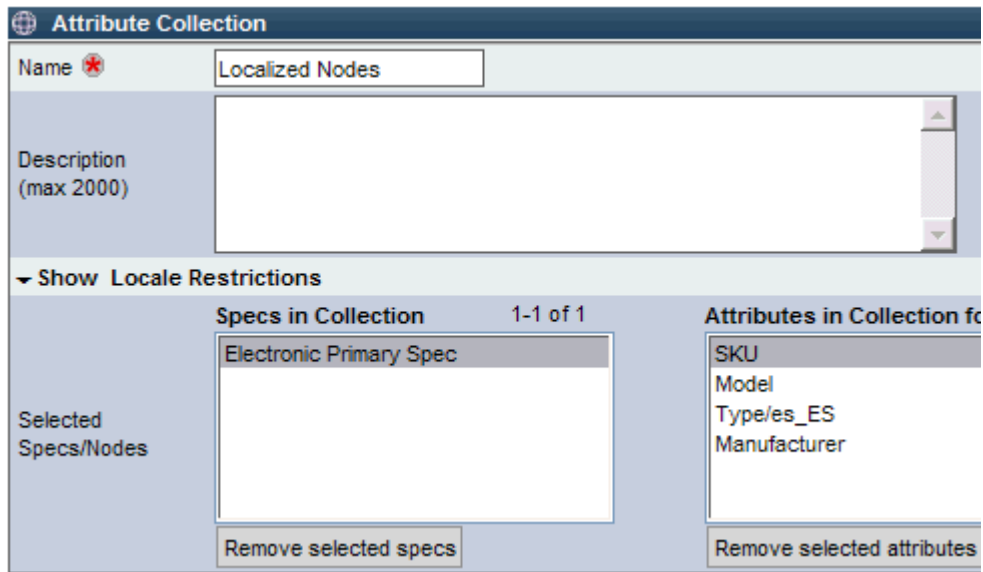 Attribute Collection
Name
Localized Nodes
Description
(max 2000)
Show Locale Restrictions
Specs in Collection 1-1 of 1 Attributes in Collection fo
Electronic Primary Spec
SKU
Model
Type/es_ES
Manufacturer
Selected
Specs/Nodes
Remove selected specs
Remove selected attributes